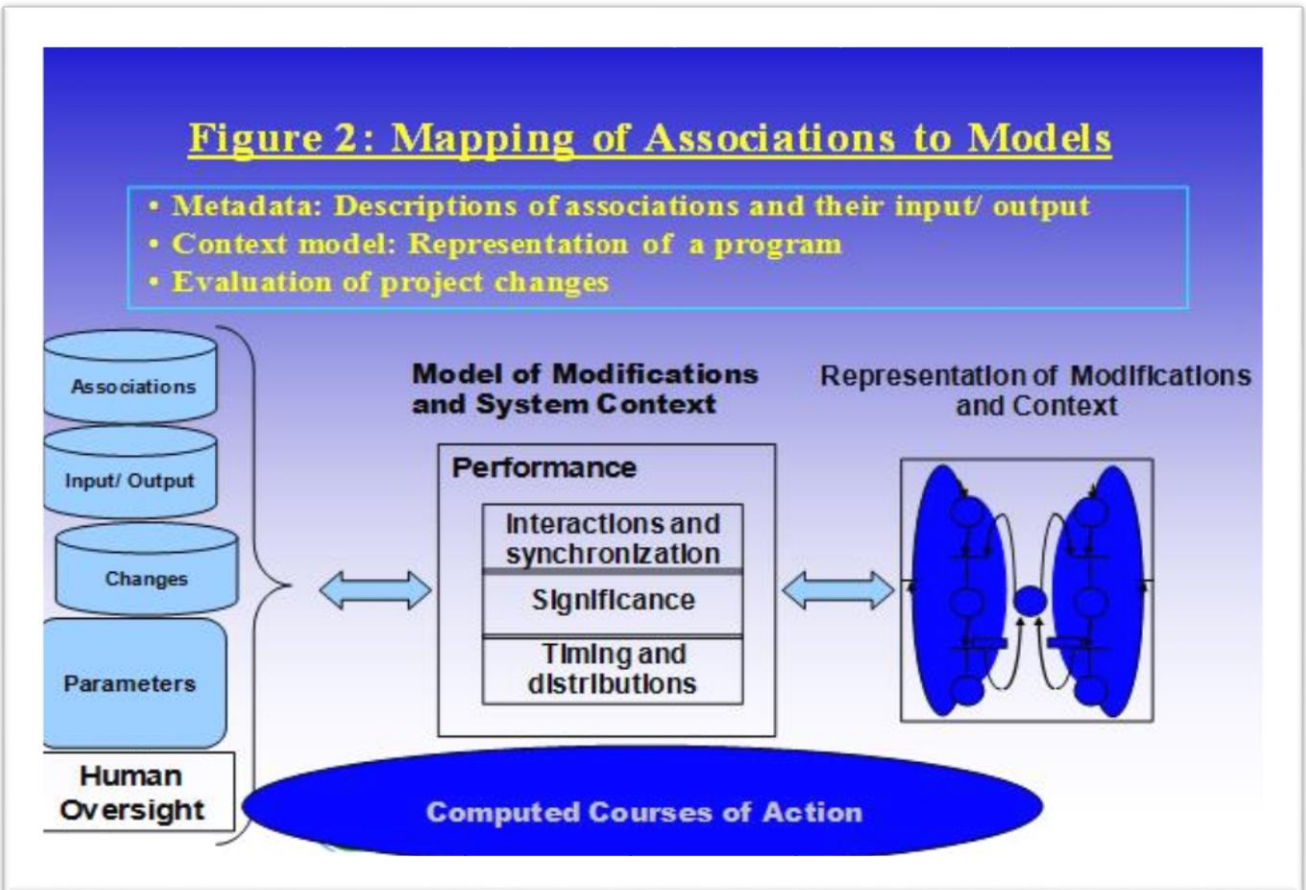 Figure 2: Mapping of Associations to Models
• Metadata: Descriptions of associations and their input/ output
• Context model: Representation of a program
• Evaluation of project changes
Associations
Input/ Output
Changes
Parameters
Human
Oversight
Model of Modifications
and System Context
Performance
Interactions and
synchronization
Significance
Timing and
distributions
Representation of Modifications
and Context
Computed Courses of Action